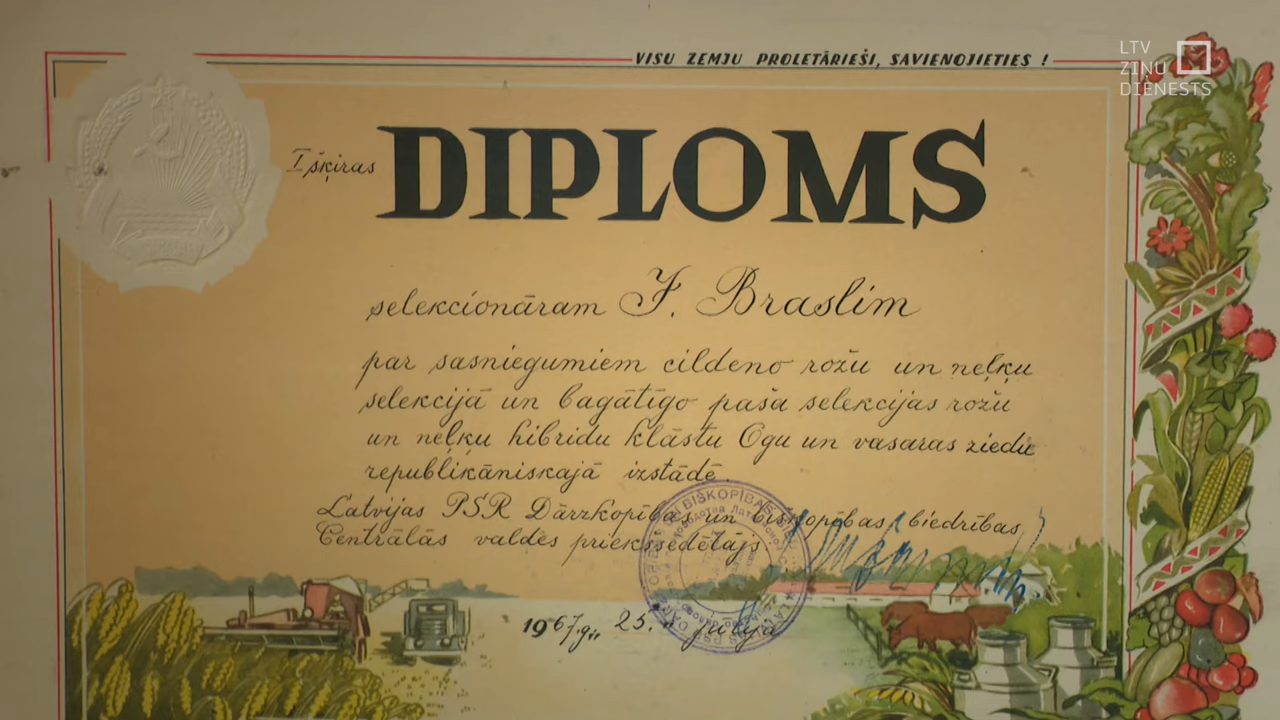 VISU ZEMJU PROLETĀRIEŠI, SAVIENOJIETIES !
LTV
ZIŅU
DIENESTS
I šķiras DIPLOMS
selekcionāram J. Braslim
par sasniegumiem cildeno rožu un neļķu
selekcijā un bagātīgo paša selekcijas rožu
un neļķu hibridu klāstu Ogu un vasaras ziedu
republikāniskajā izstādē
Latvijas PSR Dārzkopības un biškopības biedrības
Centrālās valdes priekšsēdētājs
1967.g. 25. jūlijā